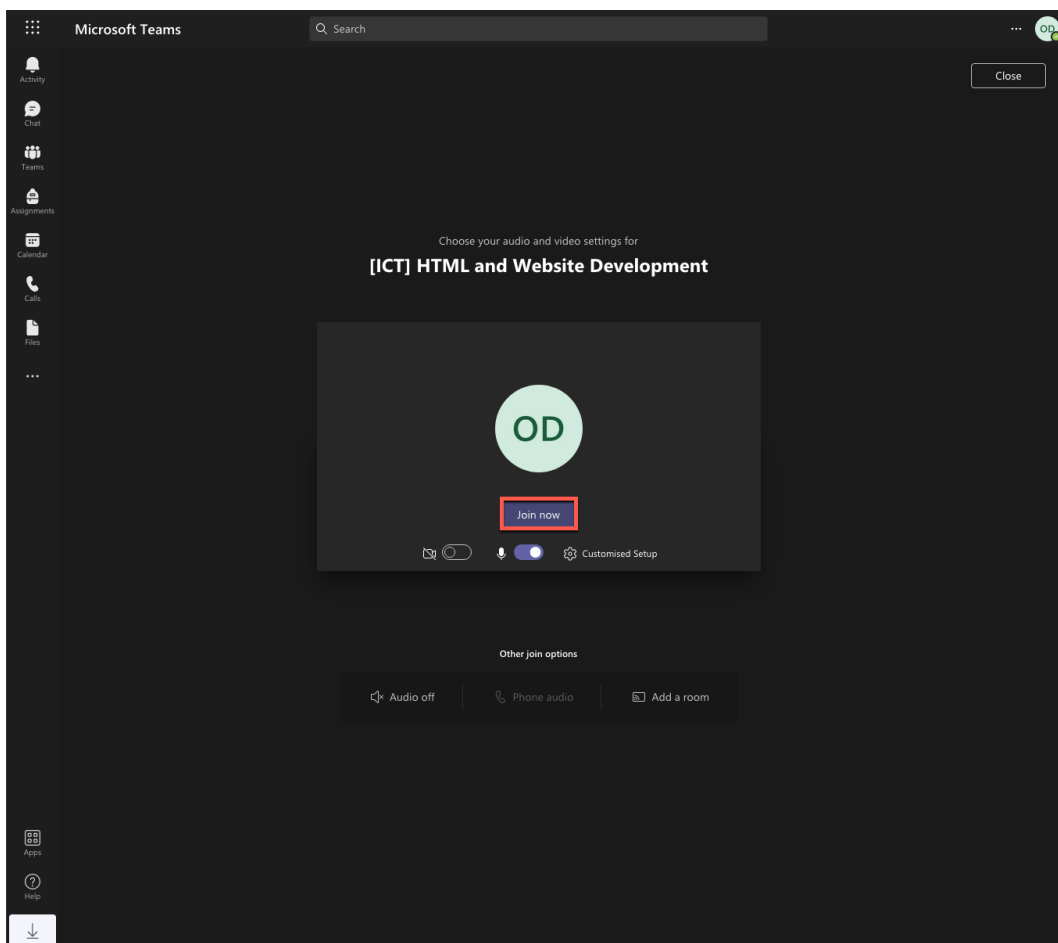 Microsoft Teams
Search
OD
Activity
Chat
Teams
Assignments
Calendar
Calls
Files
Close
Choose your audio and video settings for
[ICT] HTML and Website Development
OD
Join now
Customised Setup
Other join options
Audio off
Phone audio
Add a room
Apps
Help